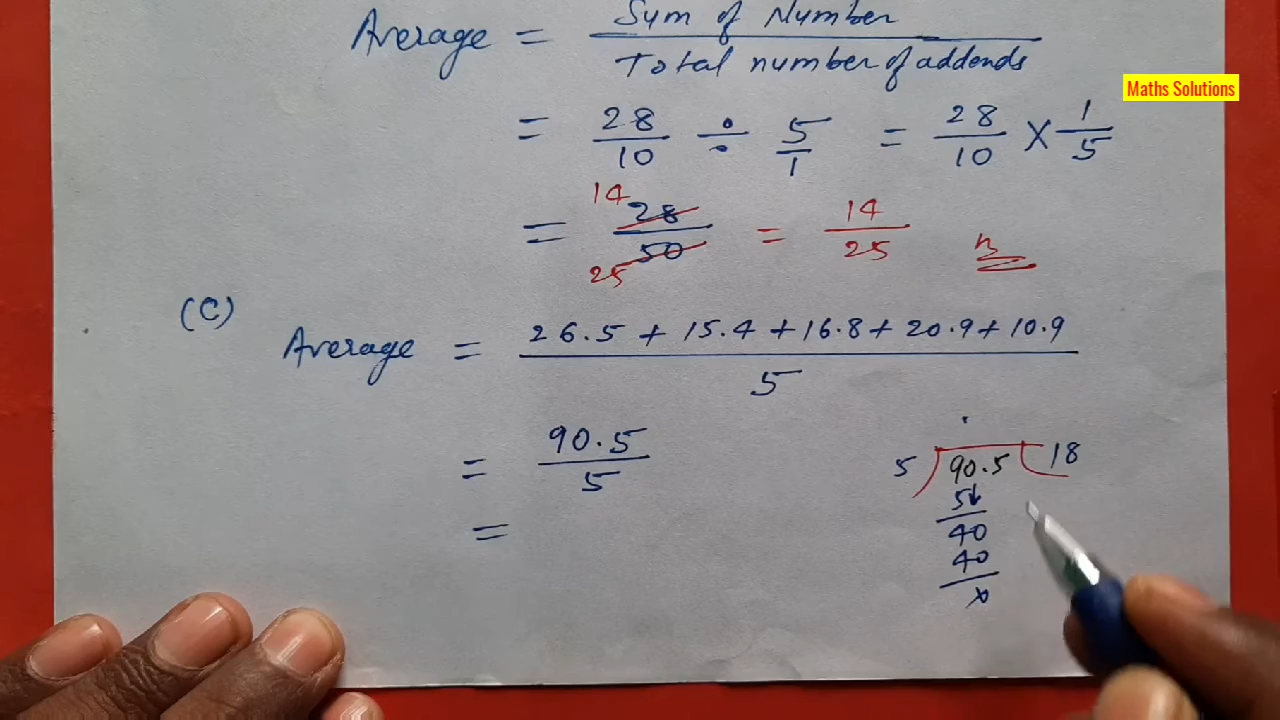 Average = Sum of Number / Total number of addends
Maths Solutions
= 28/10 ÷ 5/1 = 28/10 × 1/5
= 14 28/50 25 = 14/25
(C)
Average = 26.5 + 15.4 + 16.8 + 20.9 + 10.9 / 5
= 90.5/5
=
5 ) 90.5 ( 18
5↓
40
40
×